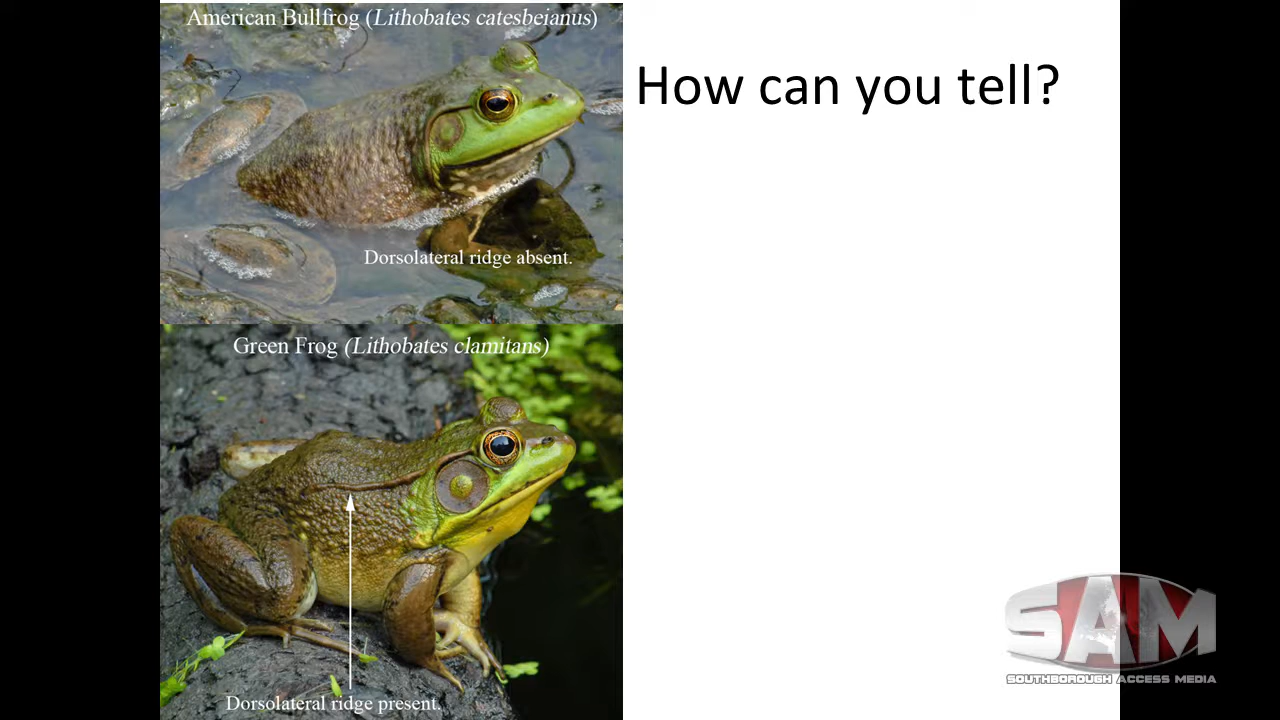 American Bullfrog (Lithobates catesbeianus)
How can you tell?
Dorsolateral ridge absent.
Green Frog (Lithobates clamitans)
Dorsolateral ridge present.
SAM
SOUTHBOROUGH ACCESS MEDIA